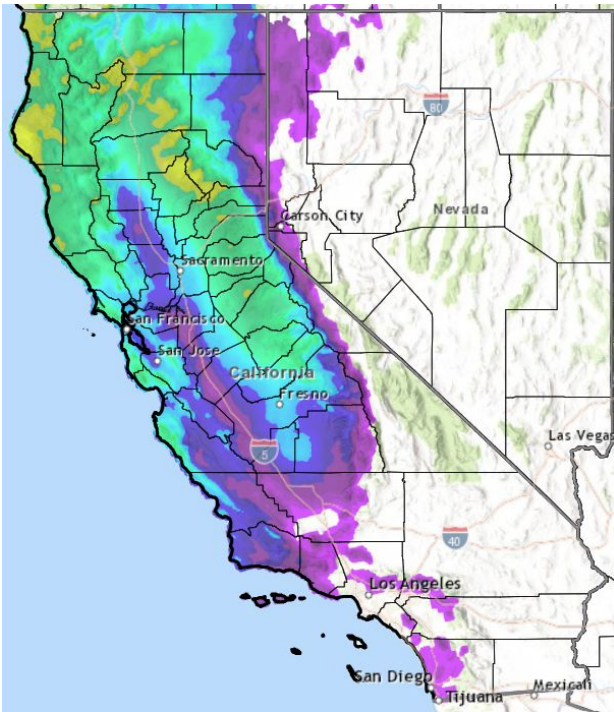 80
Carson City
Nevada
Sacramento
San Francisco
San Jose
California
Fresno
Las Vegas
5
40
Los Angeles
San Diego
Tijuana
Mexicali